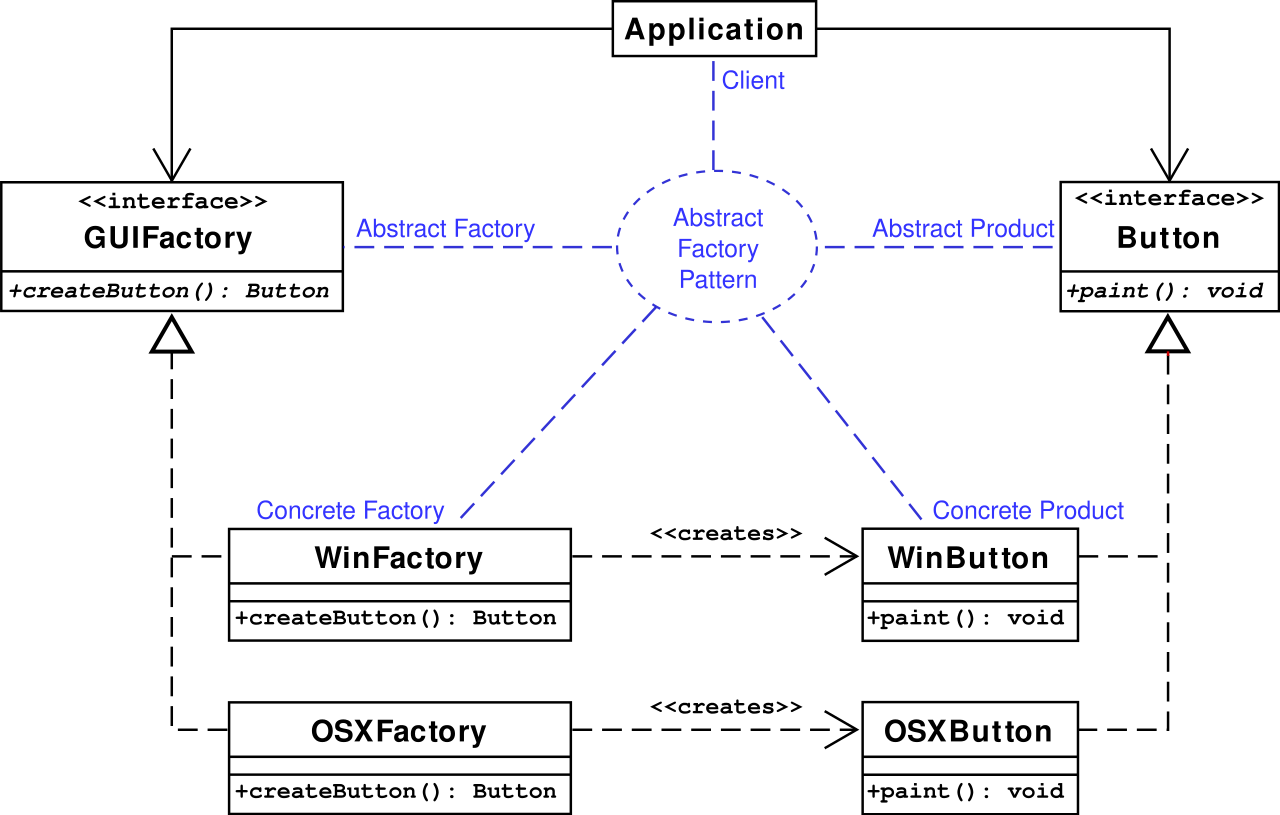 Application
Client
<<interface>>
GUIFactory
+createButton(): Button
Abstract Factory
Abstract
Factory
Pattern
Abstract Product
<<interface>>
Button
+paint(): void
Concrete Factory
WinFactory
+createButton(): Button
<<creates>>
Concrete Product
WinButton
+paint(): void
OSXFactory
+createButton(): Button
<<creates>>
OSXButton
+paint(): void